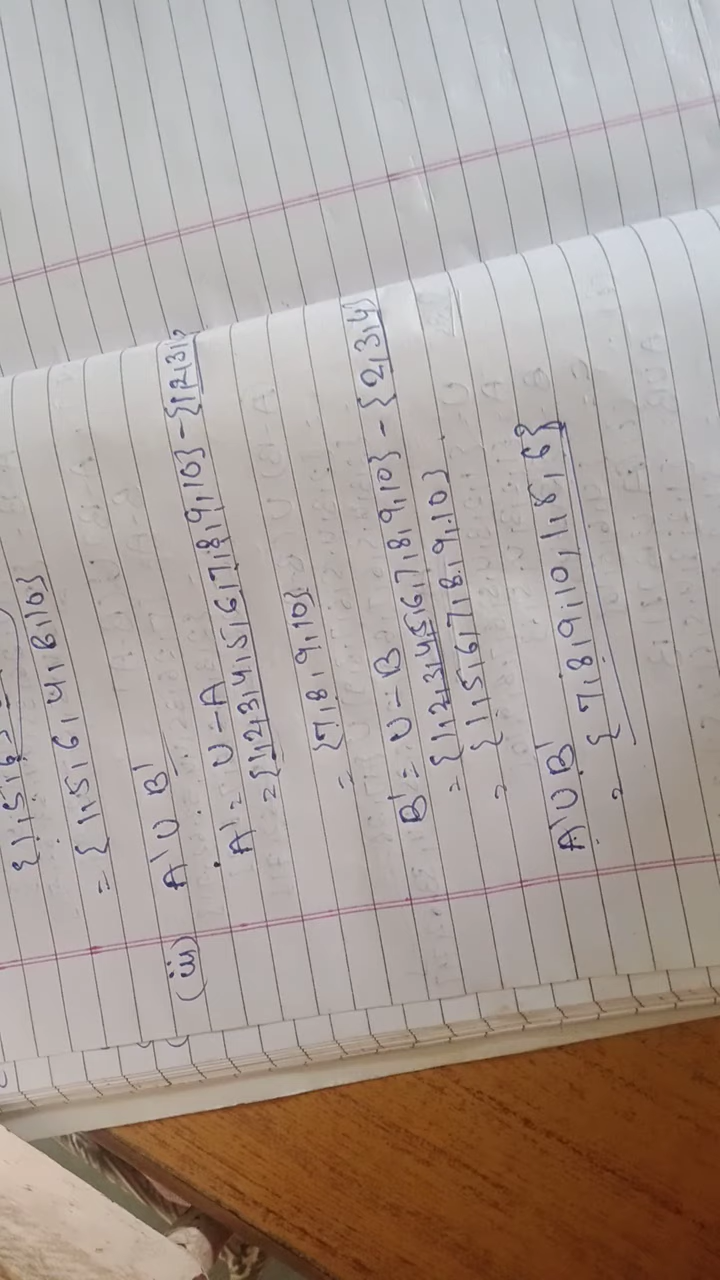 {1,5,6,
= {1,5,6,4,8,10}
(iii) A' U B'
A' = U - A
= {1,2,3,4,5,6,7,8,9,10} - {1,2,3,
= {7,8,9,10}
B' = U - B
= {1,2,3,4,5,6,7,8,9,10} - {2,3,4}
= {1,5,6,7,8,9,10}
A' U B'
= {7,8,9,10,1,5,6}